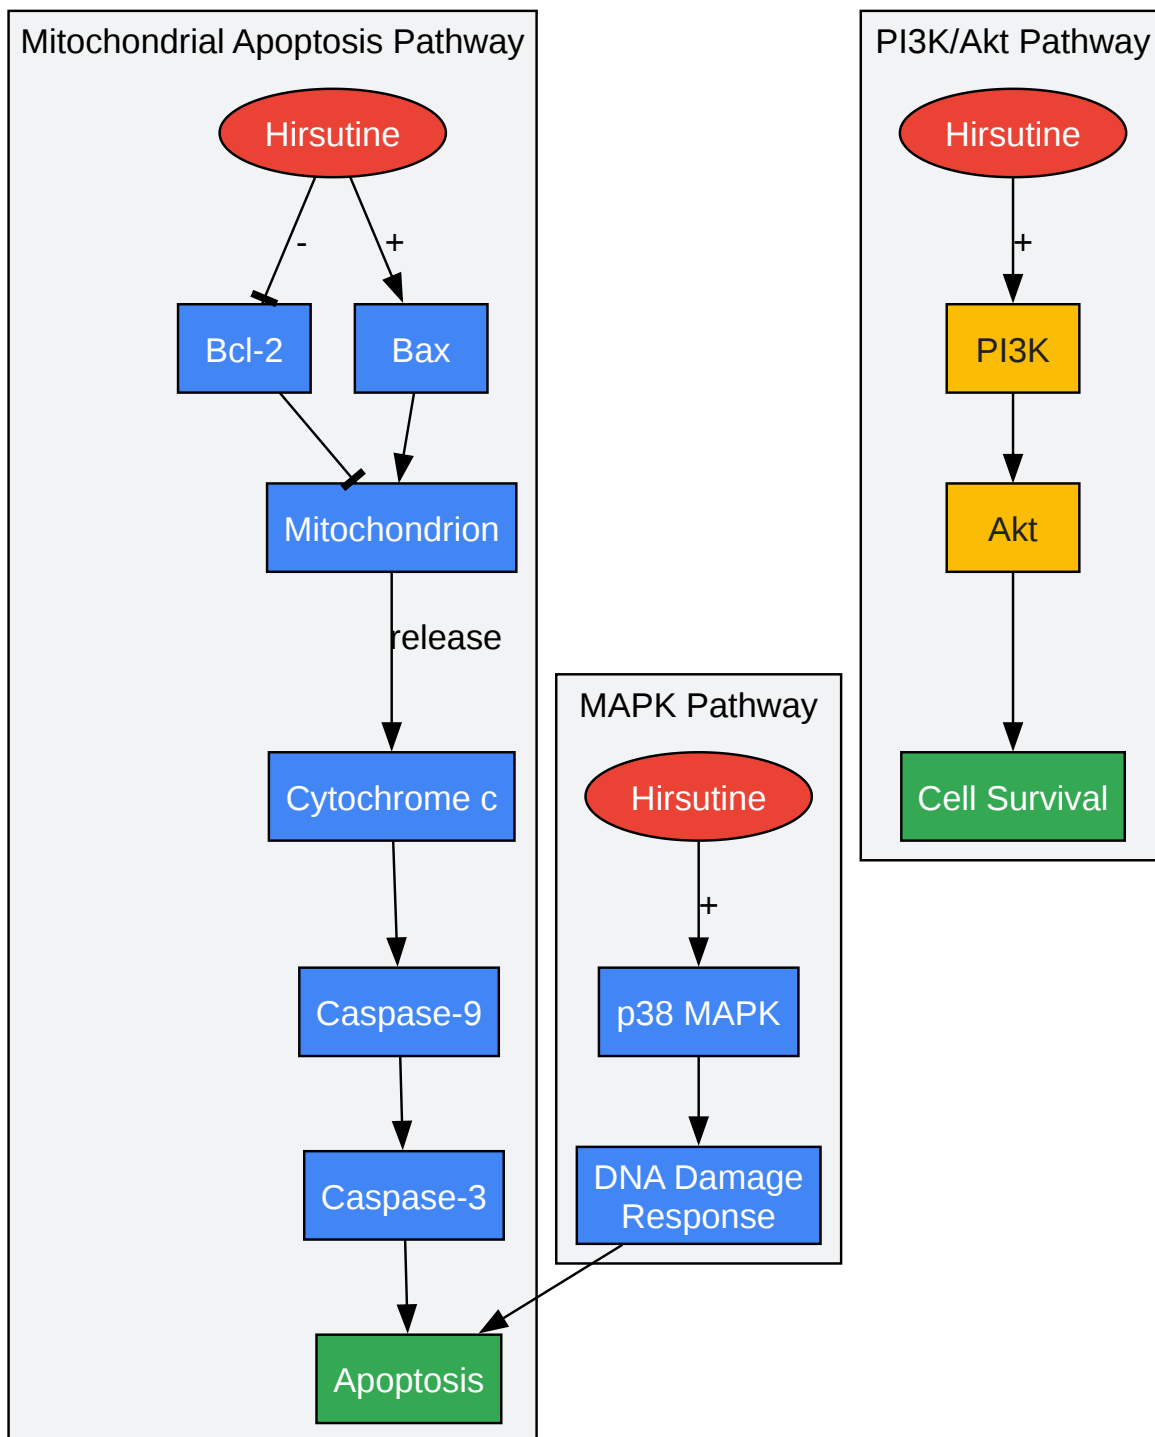 Mitochondrial Apoptosis Pathway
Hirsutine
-
+
Bcl-2
Bax
Mitochondrion
release
Cytochrome c
Caspase-9
Caspase-3
Apoptosis
MAPK Pathway
Hirsutine
+
p38 MAPK
DNA Damage
Response
PI3K/Akt Pathway
Hirsutine
+
PI3K
Akt
Cell Survival